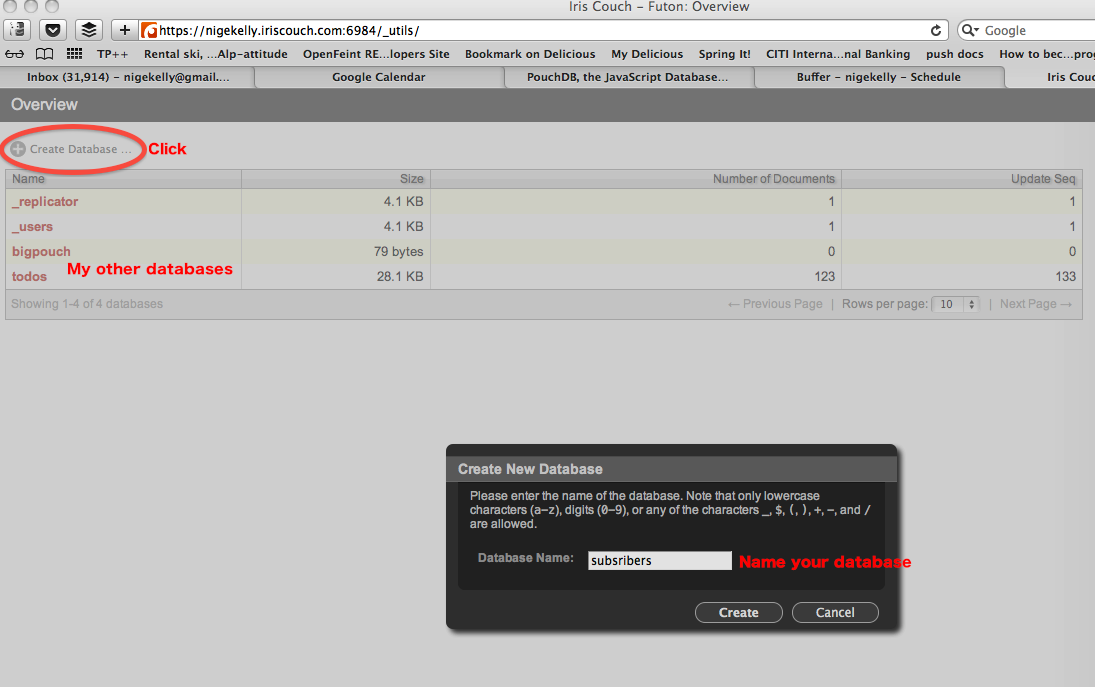 Iris Couch – Futon: Overview
https://nigekelly.iriscouch.com:6984/_utils/
Google
TP++ Rental ski, ...Alp-attitude OpenFeint RE...lopers Site Bookmark on Delicious My Delicious Spring It! CITI Interna...nal Banking push docs How to bec...prog
Inbox (31,914) – nigekelly@gmail.... Google Calendar PouchDB, the JavaScript Database... Buffer – nigekelly – Schedule Iris Couc
Overview
Create Database ... Click
Name Size Number of Documents Update Seq
_replicator 4.1 KB 1 1
_users 4.1 KB 1 1
bigpouch 79 bytes 0 0
My other databases
todos 28.1 KB 123 133
Showing 1-4 of 4 databases ← Previous Page | Rows per page: 10 | Next Page →
Create New Database
Please enter the name of the database. Note that only lowercase
characters (a-z), digits (0-9), or any of the characters _, $, (, ), +, -, and /
are allowed.
Database Name: subsribers Name your database
Create Cancel